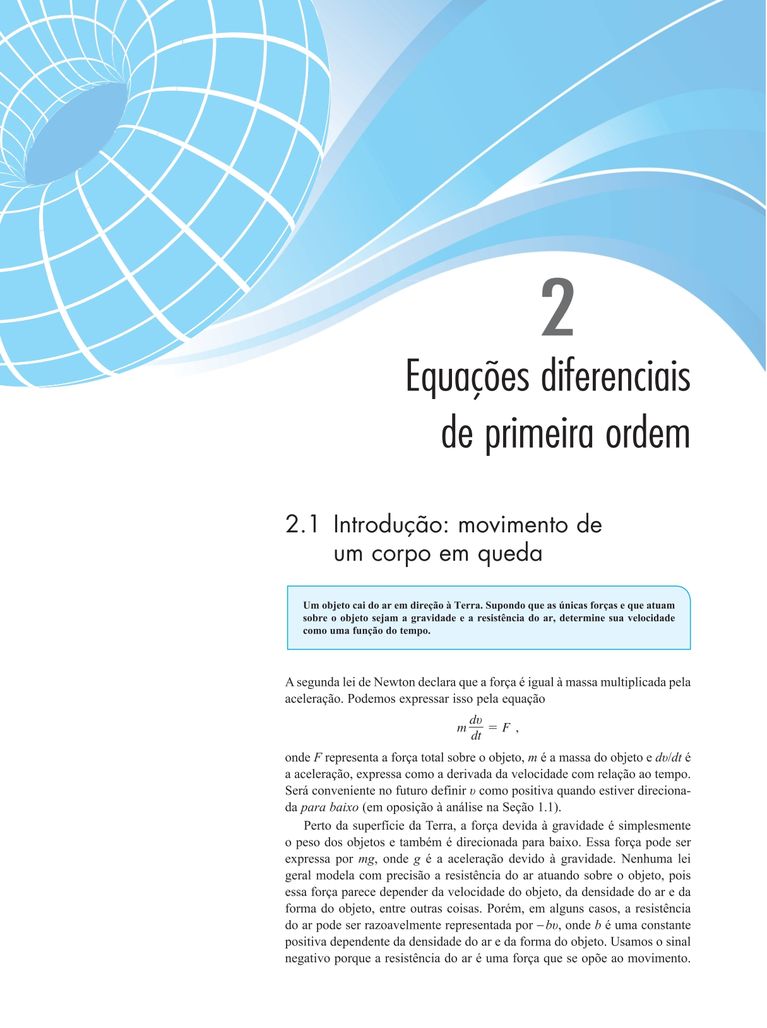 2
Equações diferenciais
de primeira ordem
2.1 Introdução: movimento de
um corpo em queda
Um objeto cai do ar em direção à Terra. Supondo que as únicas forças e que atuam
sobre o objeto sejam a gravidade e a resistência do ar, determine sua velocidade
como uma função do tempo.
A segunda lei de Newton declara que a força é igual à massa multiplicada pela
aceleração. Podemos expressar isso pela equação
m dυ/dt = F ,
onde F representa a força total sobre o objeto, m é a massa do objeto e dυ/dt é
a aceleração, expressa como a derivada da velocidade com relação ao tempo.
Será conveniente no futuro definir υ como positiva quando estiver direciona-
da para baixo (em oposição à análise na Seção 1.1).
Perto da superfície da Terra, a força devida à gravidade é simplesmente
o peso dos objetos e também é direcionada para baixo. Essa força pode ser
expressa por mg, onde g é a aceleração devido à gravidade. Nenhuma lei
geral modela com precisão a resistência do ar atuando sobre o objeto, pois
essa força parece depender da velocidade do objeto, da densidade do ar e da
forma do objeto, entre outras coisas. Porém, em alguns casos, a resistência
do ar pode ser razoavelmente representada por −bυ, onde b é uma constante
positiva dependente da densidade do ar e da forma do objeto. Usamos o sinal
negativo porque a resistência do ar é uma força que se opõe ao movimento.